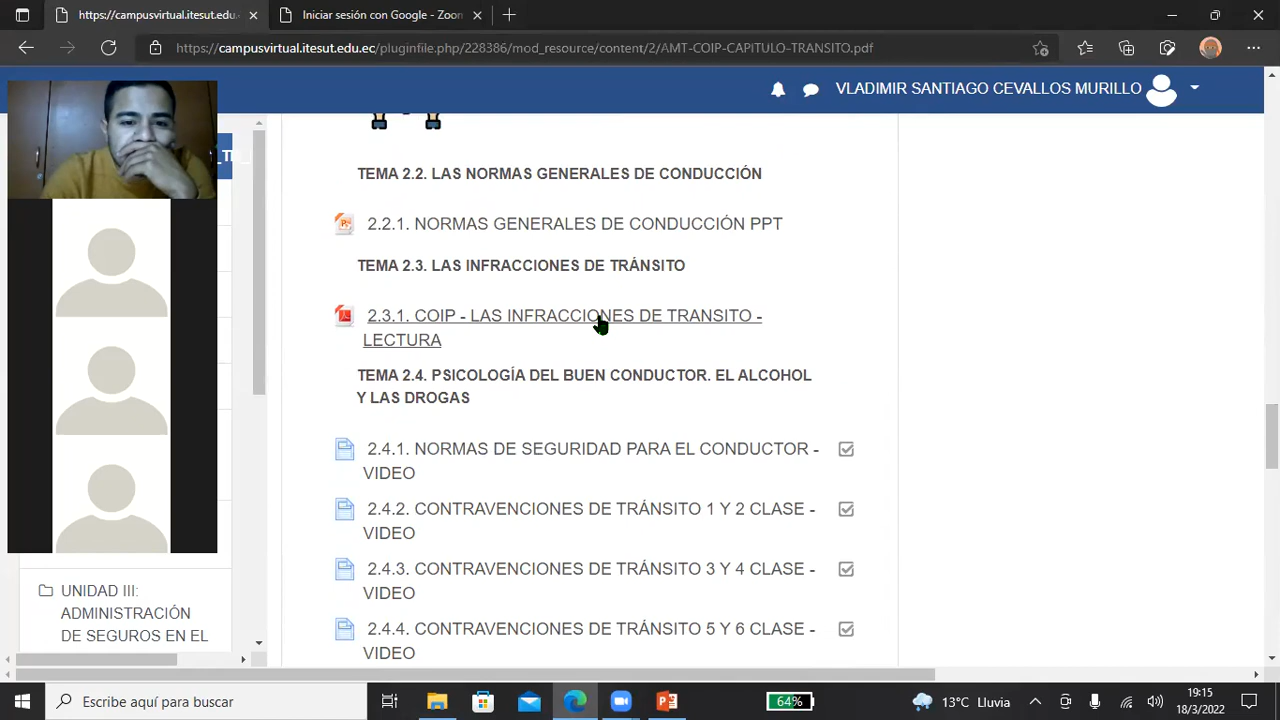 https://campusvirtual.itesut.edu.
Iniciar sesión con Google - Zoon
https://campusvirtual.itesut.edu.ec/pluginfile.php/228386/mod_resource/content/2/AMT-COIP-CAPITULO-TRANSITO.pdf
VLADIMIR SANTIAGO CEVALLOS MURILLO
TEMA 2.2. LAS NORMAS GENERALES DE CONDUCCIÓN
2.2.1. NORMAS GENERALES DE CONDUCCIÓN PPT
TEMA 2.3. LAS INFRACCIONES DE TRÁNSITO
2.3.1. COIP - LAS INFRACCIONES DE TRANSITO -
LECTURA
TEMA 2.4. PSICOLOGÍA DEL BUEN CONDUCTOR. EL ALCOHOL
Y LAS DROGAS
2.4.1. NORMAS DE SEGURIDAD PARA EL CONDUCTOR -
VIDEO
2.4.2. CONTRAVENCIONES DE TRÁNSITO 1 Y 2 CLASE -
VIDEO
2.4.3. CONTRAVENCIONES DE TRÁNSITO 3 Y 4 CLASE -
VIDEO
2.4.4. CONTRAVENCIONES DE TRÁNSITO 5 Y 6 CLASE -
VIDEO
UNIDAD III:
ADMINISTRACIÓN
DE SEGUROS EN EL
Escribe aquí para buscar
64%
13°C Lluvia
19:15
18/3/2022